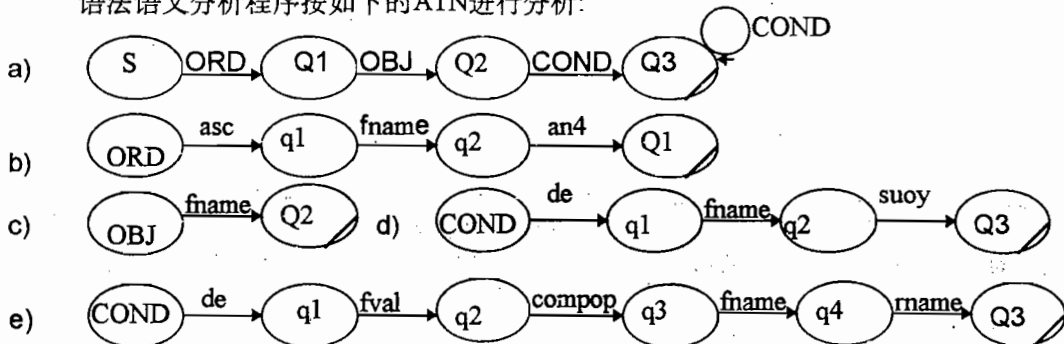 语法语义分析程序按如下的ATN进行分析:
a) S ORD Q1 OBJ Q2 COND Q3 COND
b) ORD asc q1 fname q2 an4 Q1
c) OBJ fname Q2 d) COND de q1 fname q2 suoy Q3
e) COND de q1 fval q2 compop q3 fname q4 rname Q3